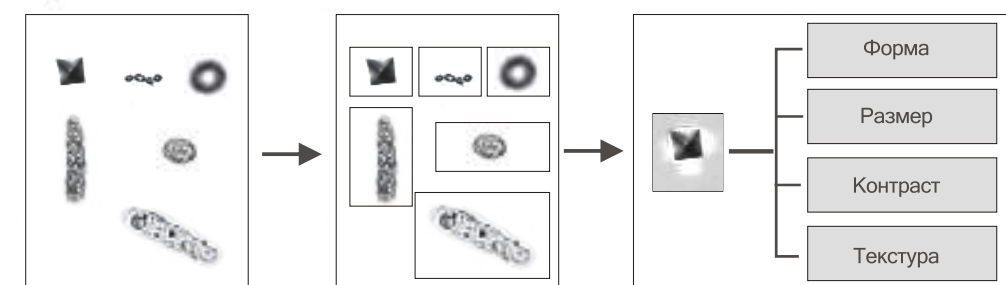 Форма
Размер
Контраст
Текстура